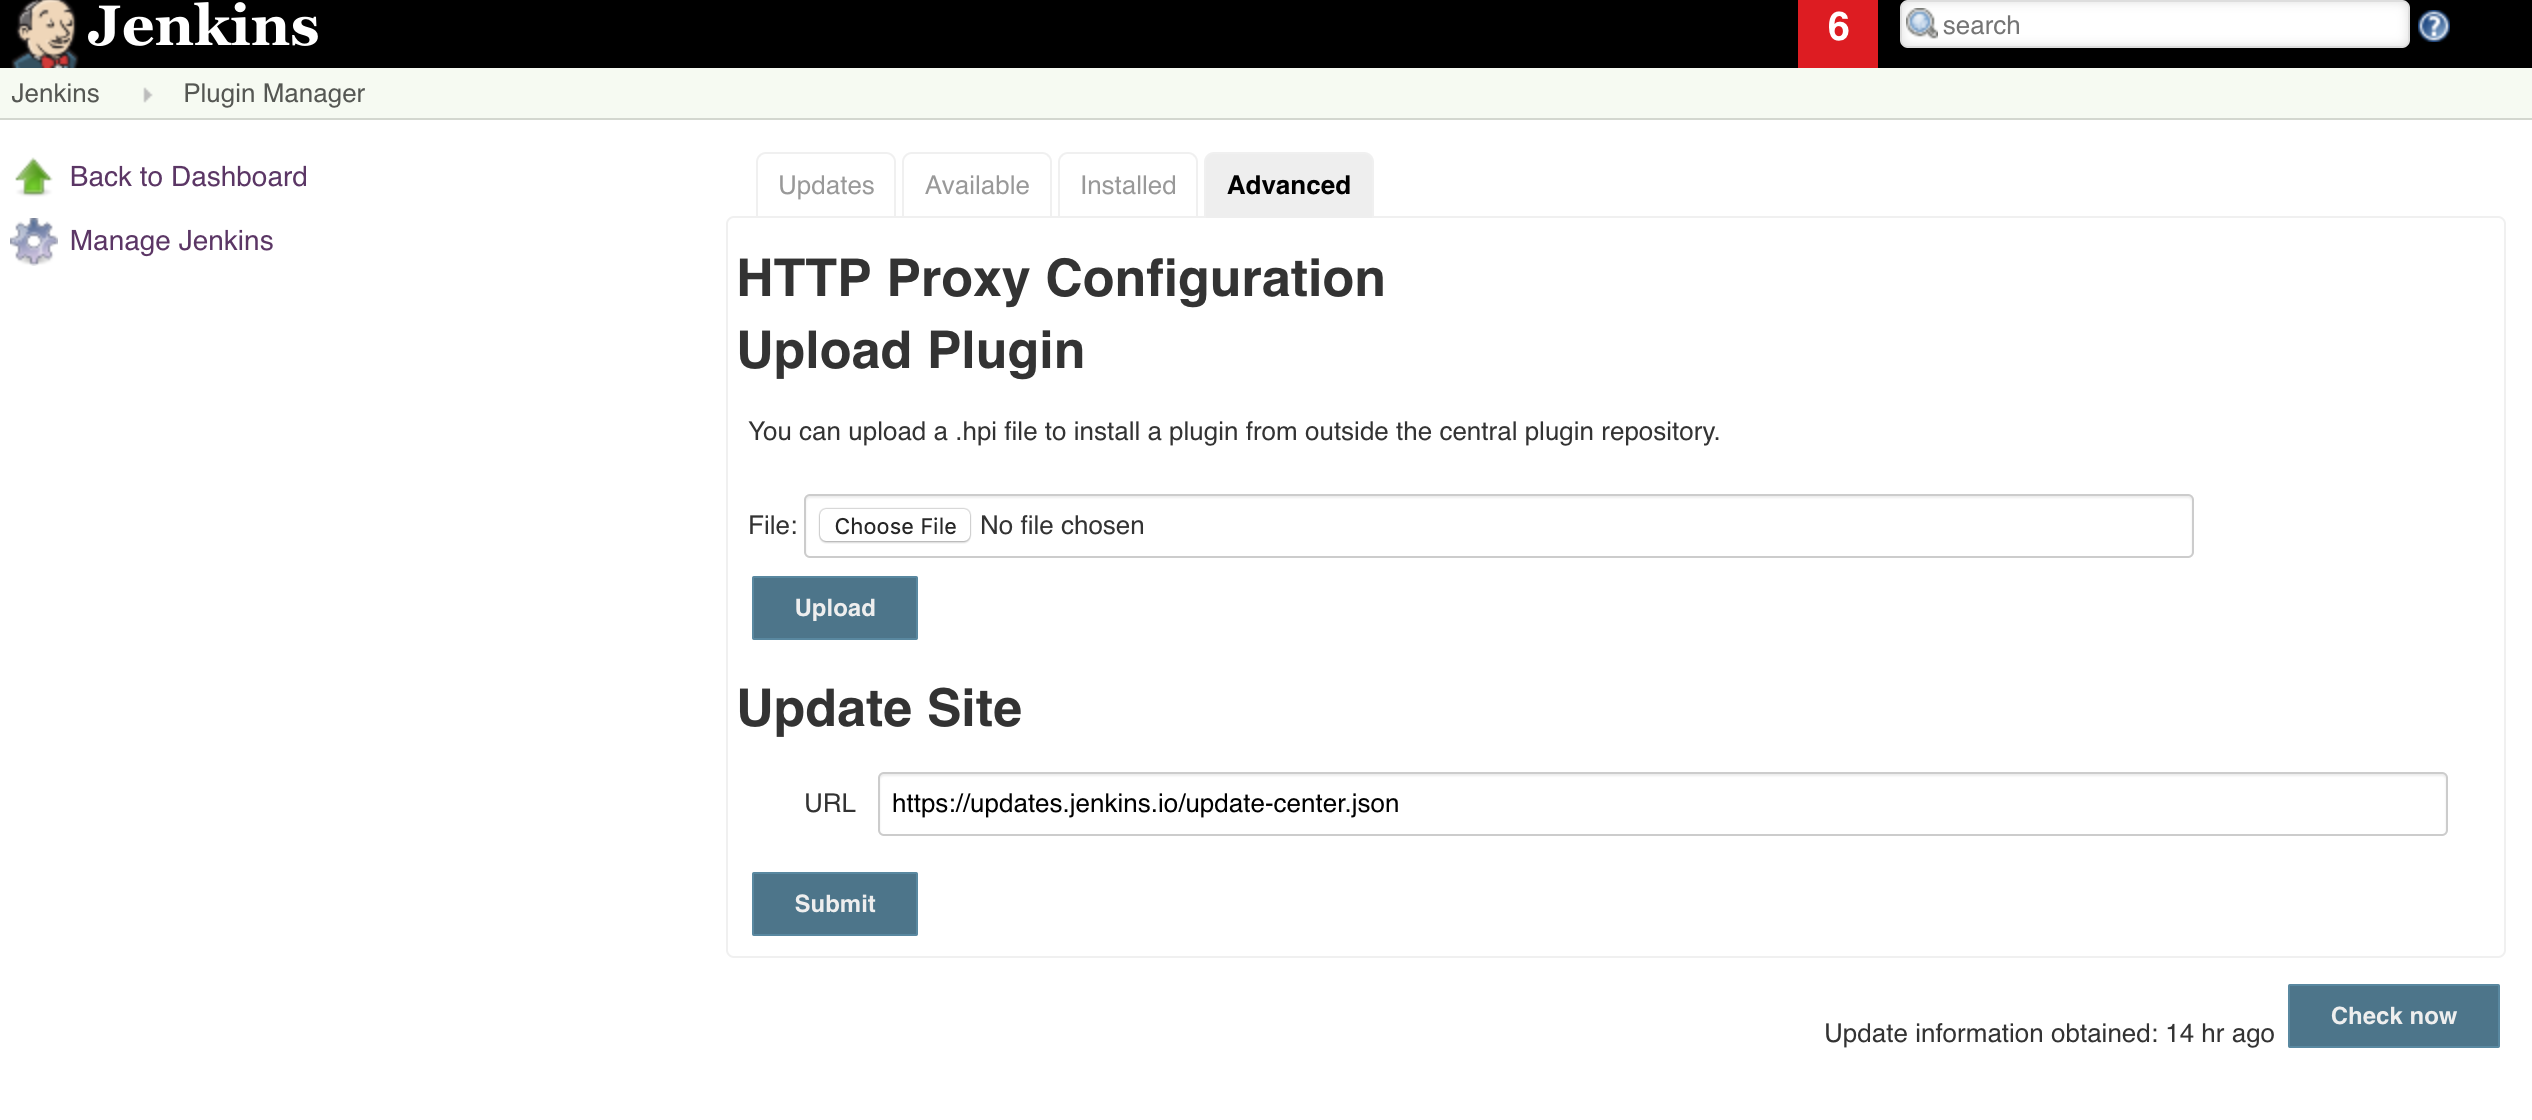 Jenkins
6
search
Jenkins
Plugin Manager
Back to Dashboard
Manage Jenkins
Updates
Available
Installed
Advanced
HTTP Proxy Configuration
Upload Plugin
You can upload a .hpi file to install a plugin from outside the central plugin repository.
File: Choose File No file chosen
Upload
Update Site
URL https://updates.jenkins.io/update-center.json
Submit
Update information obtained: 14 hr ago
Check now